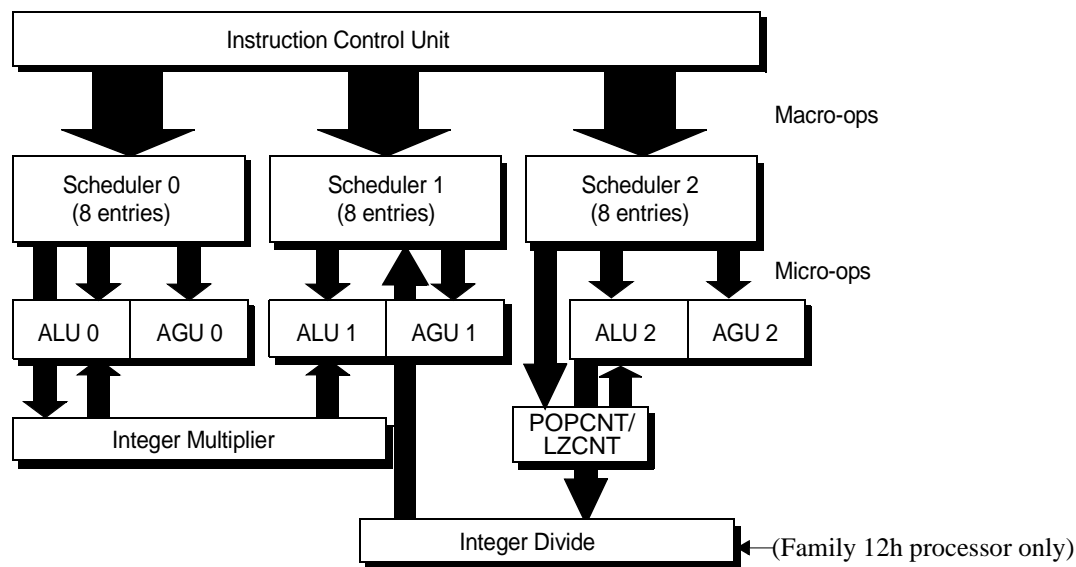 Instruction Control Unit
Macro-ops
Scheduler 0
(8 entries)
Scheduler 1
(8 entries)
Scheduler 2
(8 entries)
Micro-ops
ALU 0
AGU 0
ALU 1
AGU 1
ALU 2
AGU 2
Integer Multiplier
POPCNT/
LZCNT
Integer Divide
(Family 12h processor only)